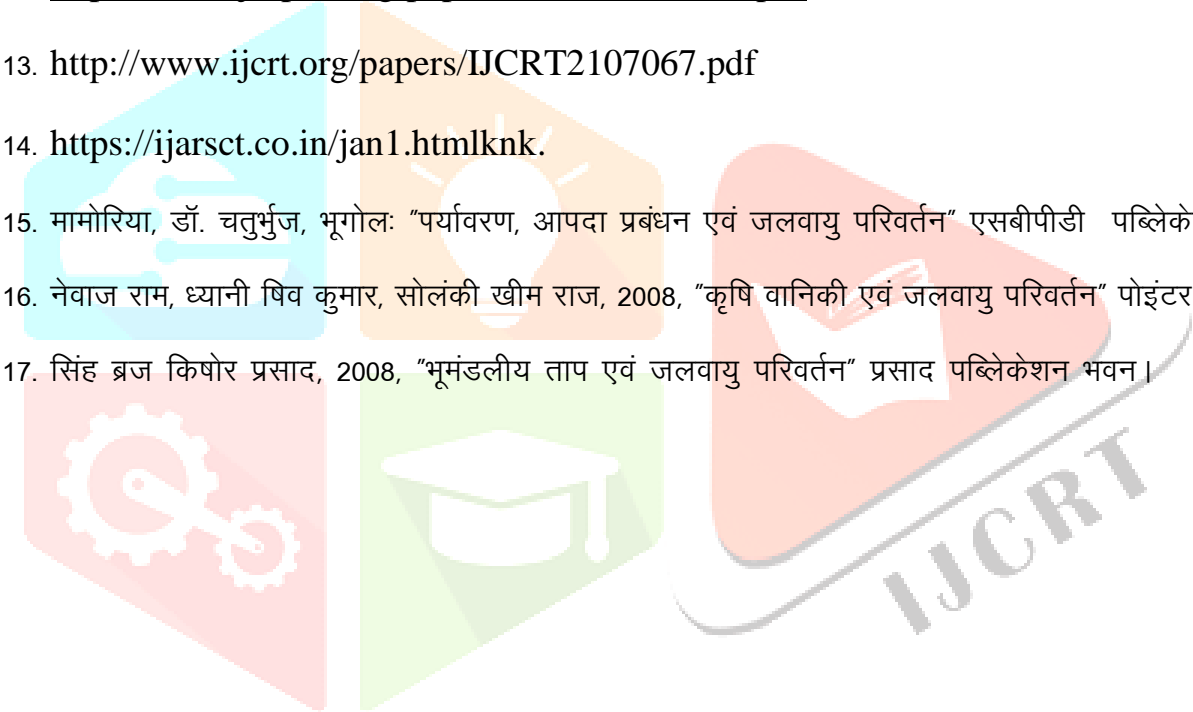 13. http://www.ijcrt.org/papers/IJCRT2107067.pdf
14. https://ijarsct.co.in/jan1.htmlknk.
15. मामोरिया, डॉ. चतुर्भुज, भूगोलः "पर्यावरण, आपदा प्रबंधन एवं जलवायु परिवर्तन" एसबीपीडी पब्लिके
16. नेवाज राम, ध्यानी षिव कुमार, सोलंकी खीम राज, 2008, "कृषि वानिकी एवं जलवायु परिवर्तन" पोइंटर
17. सिंह ब्रज किषोर प्रसाद, 2008, "भूमंडलीय ताप एवं जलवायु परिवर्तन" प्रसाद पब्लिकेकेशन भवन।
IJCRT